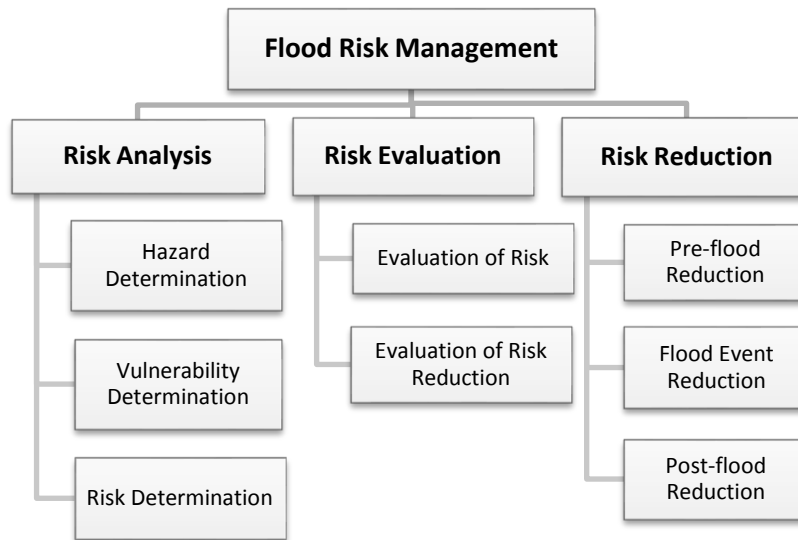 Flood Risk Management
Risk Analysis
Risk Evaluation
Risk Reduction
Hazard
Determination
Vulnerability
Determination
Risk Determination
Evaluation of Risk
Evaluation of Risk
Reduction
Pre-flood
Reduction
Flood Event
Reduction
Post-flood
Reduction